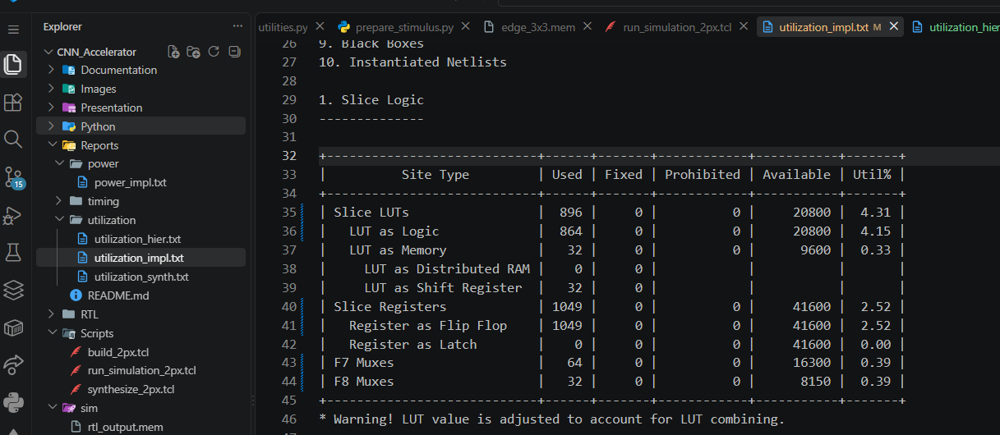 Explorer
···
CNN_Accelerator
Documentation
Images
Presentation
Python
Reports
power
power_impl.txt
timing
utilization
utilization_hier.txt
utilization_impl.txt
utilization_synth.txt
README.md
RTL
Scripts
build_2px.tcl
run_simulation_2px.tcl
synthesize_2px.tcl
sim
rtl_output.mem
15
utilities.py
prepare_stimulus.py
edge_3x3.mem
run_simulation_2px.tcl
utilization_impl.txt M
utilization_hier
26 9. Black Boxes
27 10. Instantiated Netlists
28
29 1. Slice Logic
30 --------------
31
32 +----------------------------+------+-------+------------+-----------+-------+
33 |          Site Type         | Used | Fixed | Prohibited | Available | Util% |
34 +----------------------------+------+-------+------------+-----------+-------+
35 | Slice LUTs                 |  896 |     0 |          0 |     20800 |  4.31 |
36 |   LUT as Logic             |  864 |     0 |          0 |     20800 |  4.15 |
37 |   LUT as Memory            |   32 |     0 |          0 |      9600 |  0.33 |
38 |     LUT as Distributed RAM |    0 |     0 |            |           |       |
39 |     LUT as Shift Register  |   32 |     0 |            |           |       |
40 | Slice Registers            | 1049 |     0 |          0 |     41600 |  2.52 |
41 |   Register as Flip Flop    | 1049 |     0 |          0 |     41600 |  2.52 |
42 |   Register as Latch        |    0 |     0 |          0 |     41600 |  0.00 |
43 | F7 Muxes                   |   64 |     0 |          0 |     16300 |  0.39 |
44 | F8 Muxes                   |   32 |     0 |          0 |      8150 |  0.39 |
45 +----------------------------+------+-------+------------+-----------+-------+
46 * Warning! LUT value is adjusted to account for LUT combining.
47